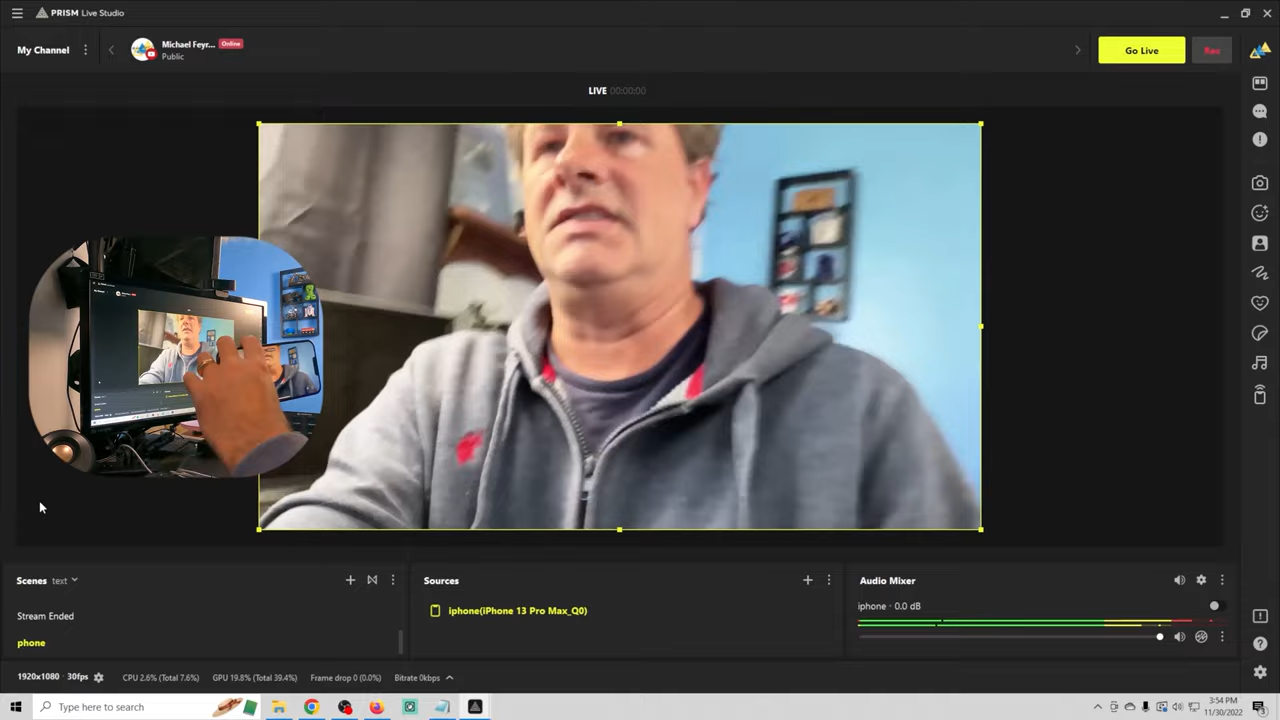 PRISM Live Studio
My Channel
Michael Feyr... Online
Public
Go Live
Rec
LIVE 00:00:00
Scenes text
Stream Ended
phone
Sources
iphone(iPhone 13 Pro Max_Q0)
Audio Mixer
iphone · 0.0 dB
1920x1080 · 30fps
CPU 2.6% (Total 7.6%)
GPU 19.8% (Total 39.4%)
Frame drop 0 (0.0%)
Bitrate 0kbps
Type here to search
3:54 PM
11/30/2022